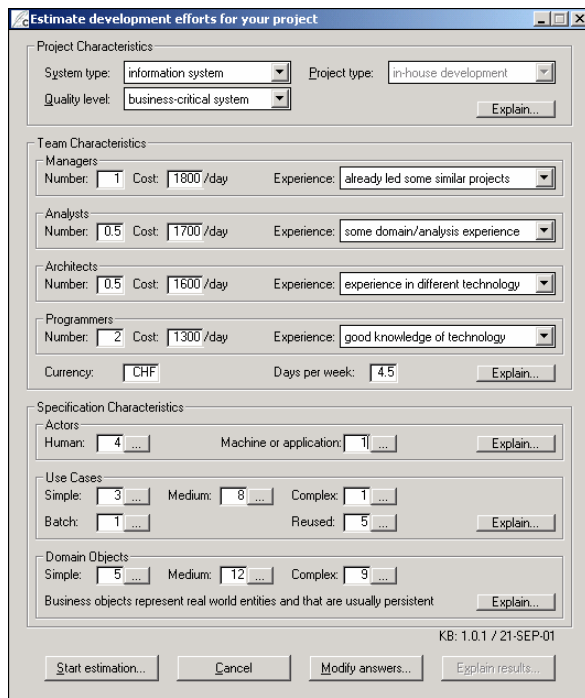 Estimate development efforts for your project
Project Characteristics
System type: information system Project type: in-house development
Quality level: business-critical system Explain...
Team Characteristics
Managers
Number: 1 Cost: 1800 /day Experience: already led some similar projects
Analysts
Number: 0.5 Cost: 1700 /day Experience: some domain/analysis experience
Architects
Number: 0.5 Cost: 1600 /day Experience: experience in different technology
Programmers
Number: 2 Cost: 1300 /day Experience: good knowledge of technology
Currency: CHF Days per week: 4.5 Explain...
Specification Characteristics
Actors
Human: 4 ... Machine or application: 1 ... Explain...
Use Cases
Simple: 3 ... Medium: 8 ... Complex: 1 ...
Batch: 1 ... Reused: 5 ... Explain...
Domain Objects
Simple: 5 ... Medium: 12 ... Complex: 9 ...
Business objects represent real world entities and that are usually persistent Explain...
KB: 1.0.1 / 21-SEP-01
Start estimation... Cancel Modify answers... Explain results...